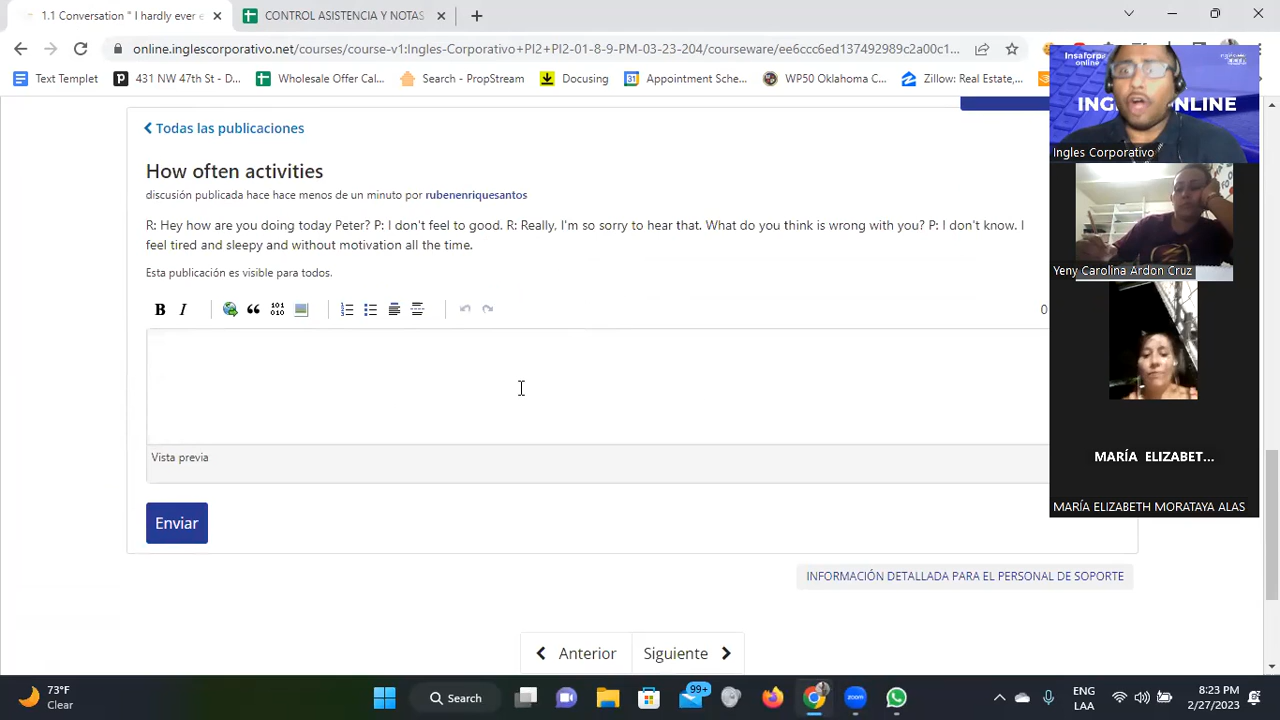 1.1 Conversation " I hardly ever e
CONTROL ASISTENCIA Y NOTAS
online.inglescorporativo.net/courses/course-v1:Ingles-Corporativo+PI2+PI2-01-8-9-PM-03-23-204/courseware/ee6ccc6ed137492989c2a00c1...
Text Templet
431 NW 47th St - D...
Wholesale Offer Cal...
Search - PropStream
Docusing
Appointment Sche...
WP50 Oklahoma C...
Zillow: Real Estate,...
Insaforp online
INGL
NLINE
Ingles Corporativo
Yeny Carolina Ardon Cruz
MARÍA ELIZABET...
MARÍA ELIZABETH MORATAYA ALAS
Todas las publicaciones
How often activities
discusión publicada hace hace menos de un minuto por rubenenriquesantos
R: Hey how are you doing today Peter? P: I don't feel to good. R: Really, I'm so sorry to hear that. What do you think is wrong with you? P: I don't know. I
feel tired and sleepy and without motivation all the time.
Esta publicación es visible para todos.
B I
101 010
0
Vista previa
Enviar
INFORMACIÓN DETALLADA PARA EL PERSONAL DE SOPORTE
Anterior Siguiente
73°F
Clear
Search
99+
zoom
ENG
LAA
8:23 PM
2/27/2023